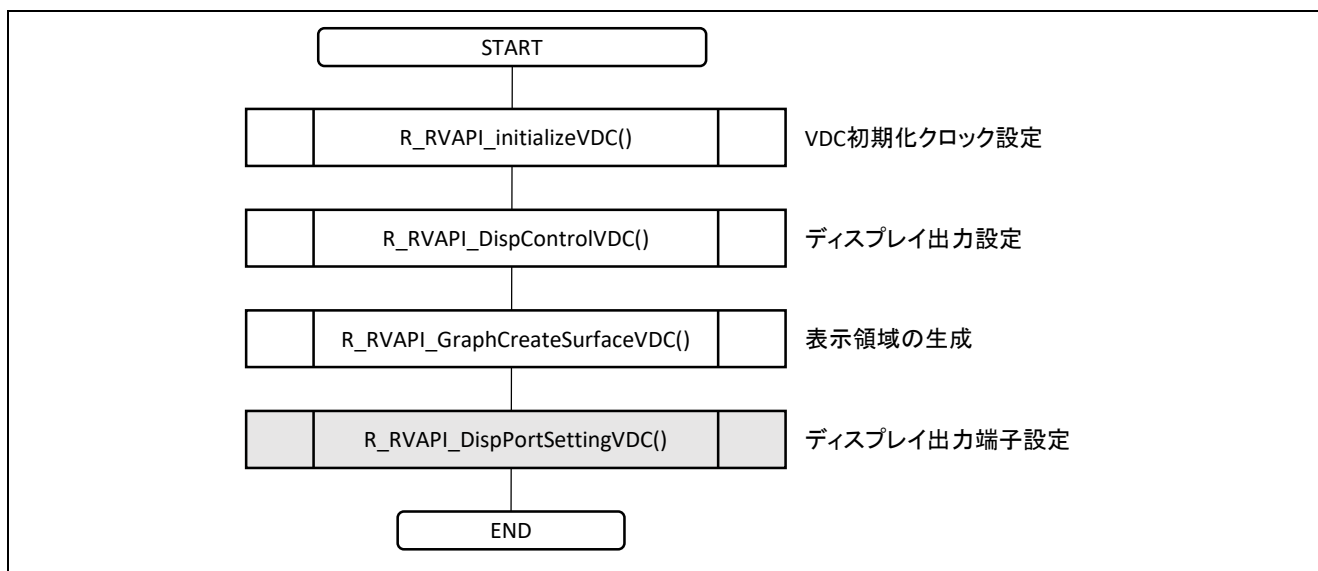 START
R_RVAPI_initializeVDC()
VDC初期化クロック設定
R_RVAPI_DispControlVDC()
ディスプレイ出力設定
R_RVAPI_GraphCreateSurfaceVDC()
表示領域の生成
R_RVAPI_DispPortSettingVDC()
ディスプレイ出力端子設定
END